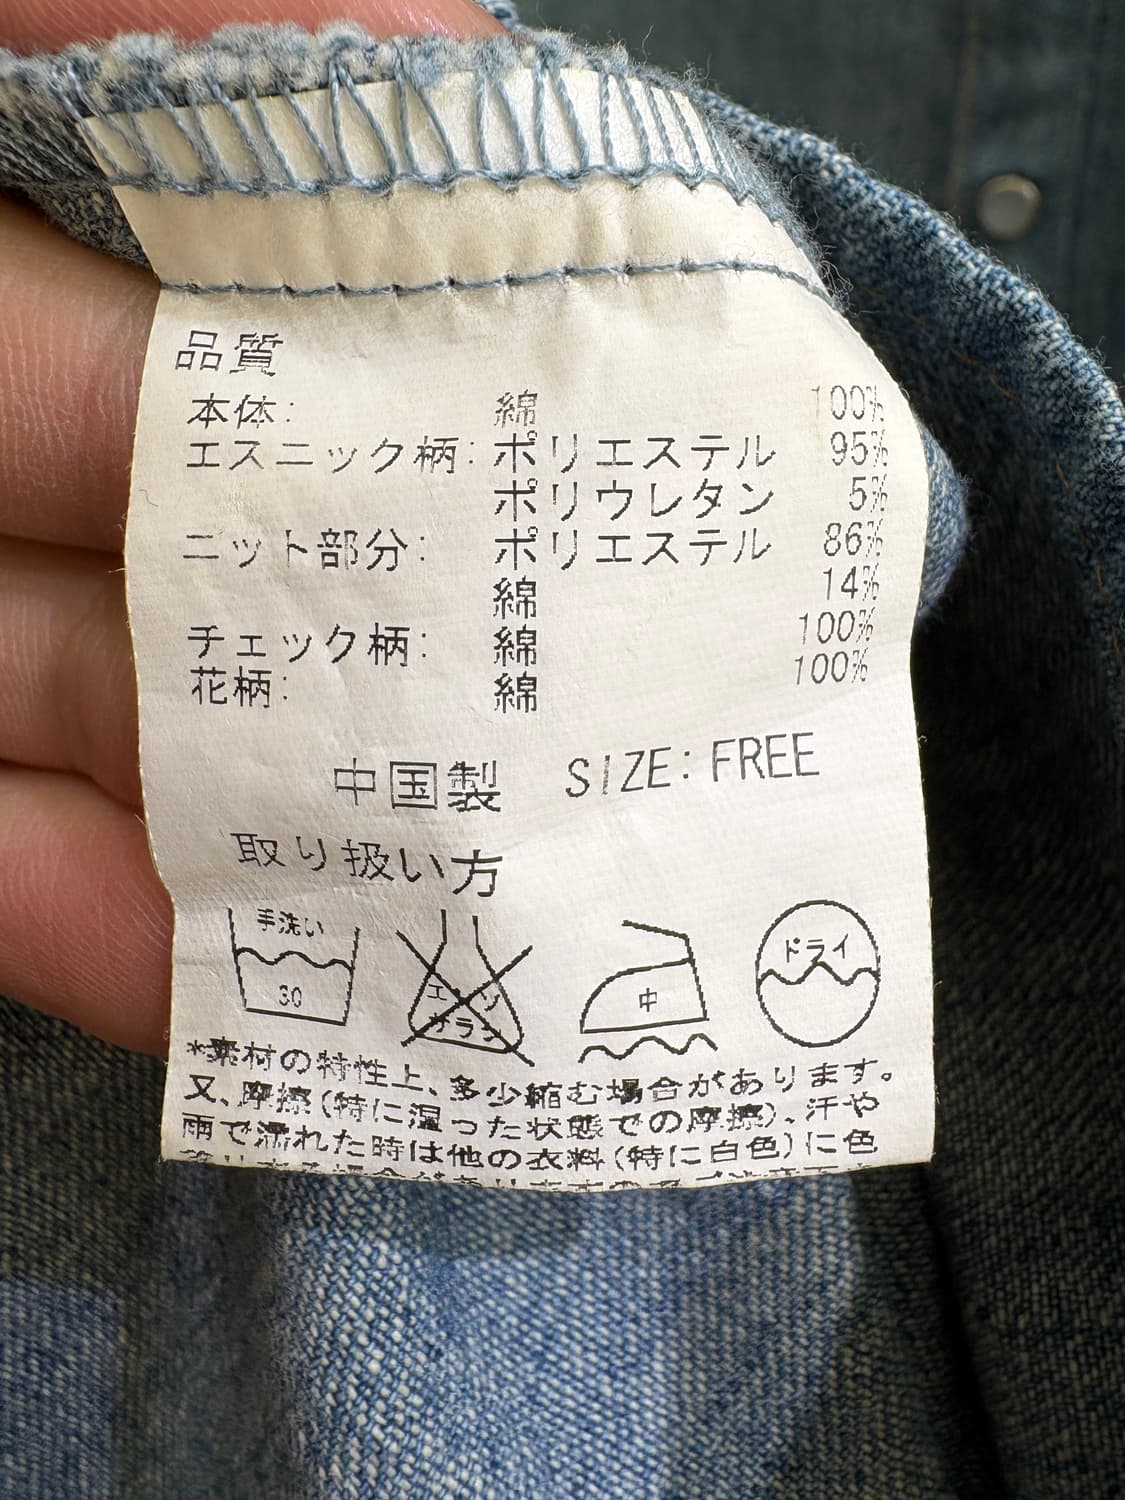 品質
本体: 綿 100%
エスニック柄: ポリエステル 95%
ポリウレタン 5%
ニット部分: ポリエステル 86%
綿 14%
チェック柄: 綿 100%
花柄: 綿 100%
中国製 SIZE: FREE
取り扱い方
手洗い
30
エンソ
サラシ
中
ドライ
*素材の特性上、多少縮む場合があります。
又、摩擦(特に湿った状態での摩擦)、汗や
雨で濡れた時は他の衣料(特に白色)に色